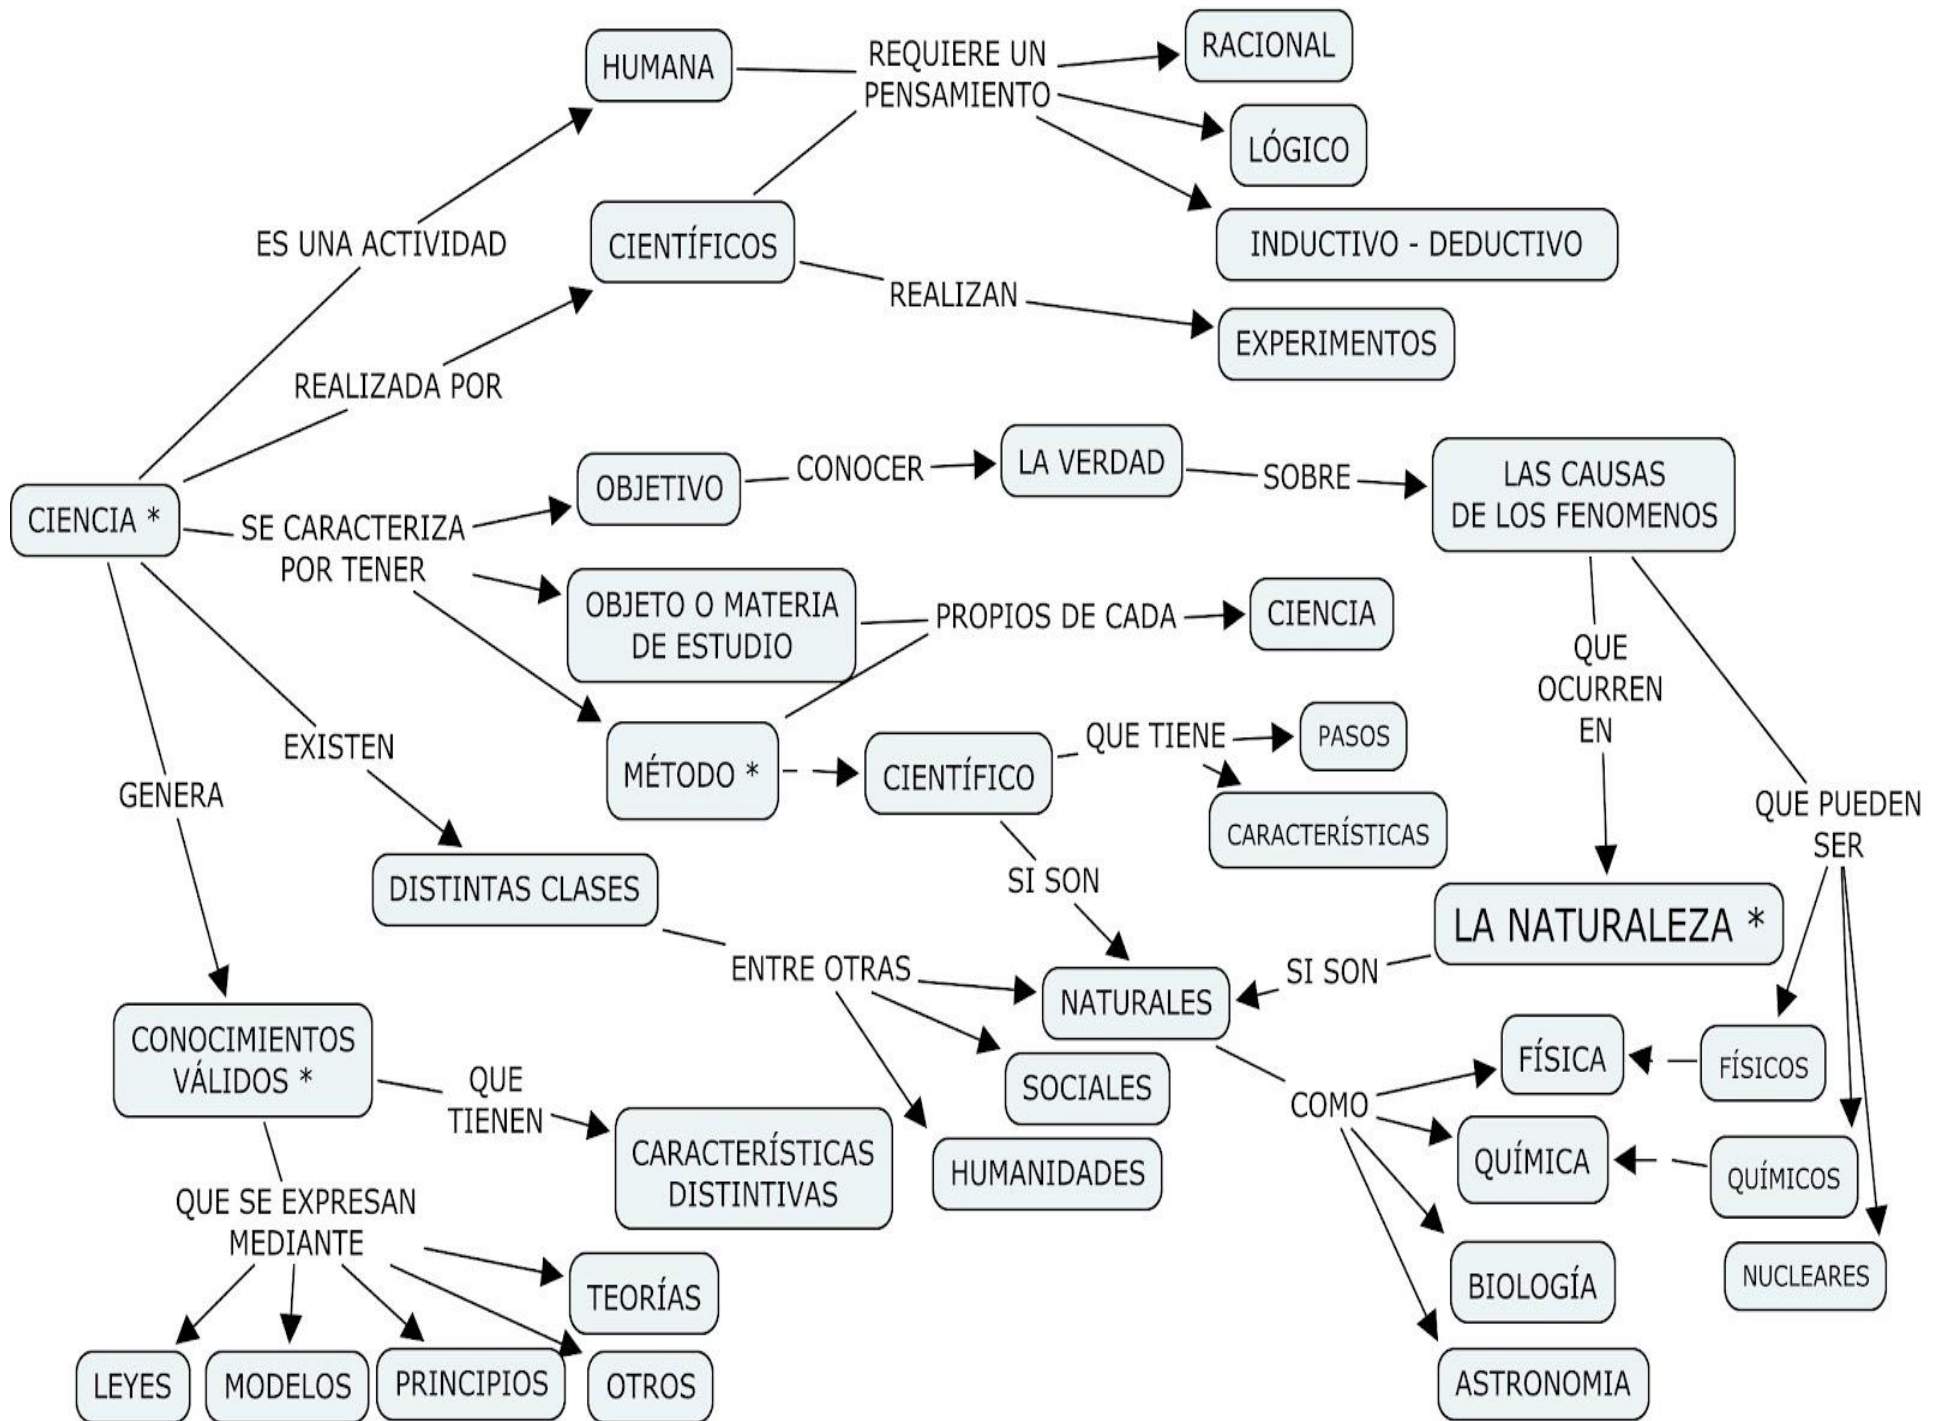 HUMANA
REQUIERE UN
PENSAMIENTO
RACIONAL
LÓGICO
INDUCTIVO - DEDUCTIVO
ES UNA ACTIVIDAD
CIENTÍFICOS
REALIZAN
EXPERIMENTOS
REALIZADA POR
CIENCIA *
SE CARACTERIZA
POR TENER
OBJETIVO
CONOCER
LA VERDAD
SOBRE
LAS CAUSAS
DE LOS FENOMENOS
OBJETO O MATERIA
DE ESTUDIO
PROPIOS DE CADA
CIENCIA
QUE
OCURREN
EN
EXISTEN
MÉTODO *
CIENTÍFICO
QUE TIENE
PASOS
CARACTERÍSTICAS
GENERA
QUE PUEDEN
SER
DISTINTAS CLASES
SI SON
LA NATURALEZA *
ENTRE OTRAS
SI SON
NATURALES
SOCIALES
HUMANIDADES
CONOCIMIENTOS
VÁLIDOS *
QUE
TIENEN
CARACTERÍSTICAS
DISTINTIVAS
COMO
FÍSICA
FÍSICOS
QUÍMICA
QUÍMICOS
BIOLOGÍA
NUCLEARES
ASTRONOMIA
QUE SE EXPRESAN
MEDIANTE
TEORÍAS
LEYES
MODELOS
PRINCIPIOS
OTROS